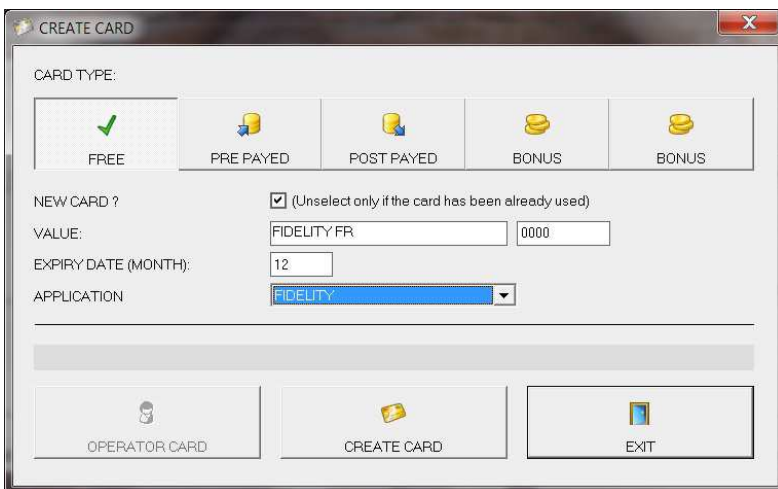 CREATE CARD
X
CARD TYPE:
FREE PRE PAYED POST PAYED BONUS BONUS
NEW CARD ? (Unselect only if the card has been already used)
VALUE: FIDELITY FR 0000
EXPIRY DATE (MONTH): 12
APPLICATION FIDELITY
OPERATOR CARD CREATE CARD EXIT